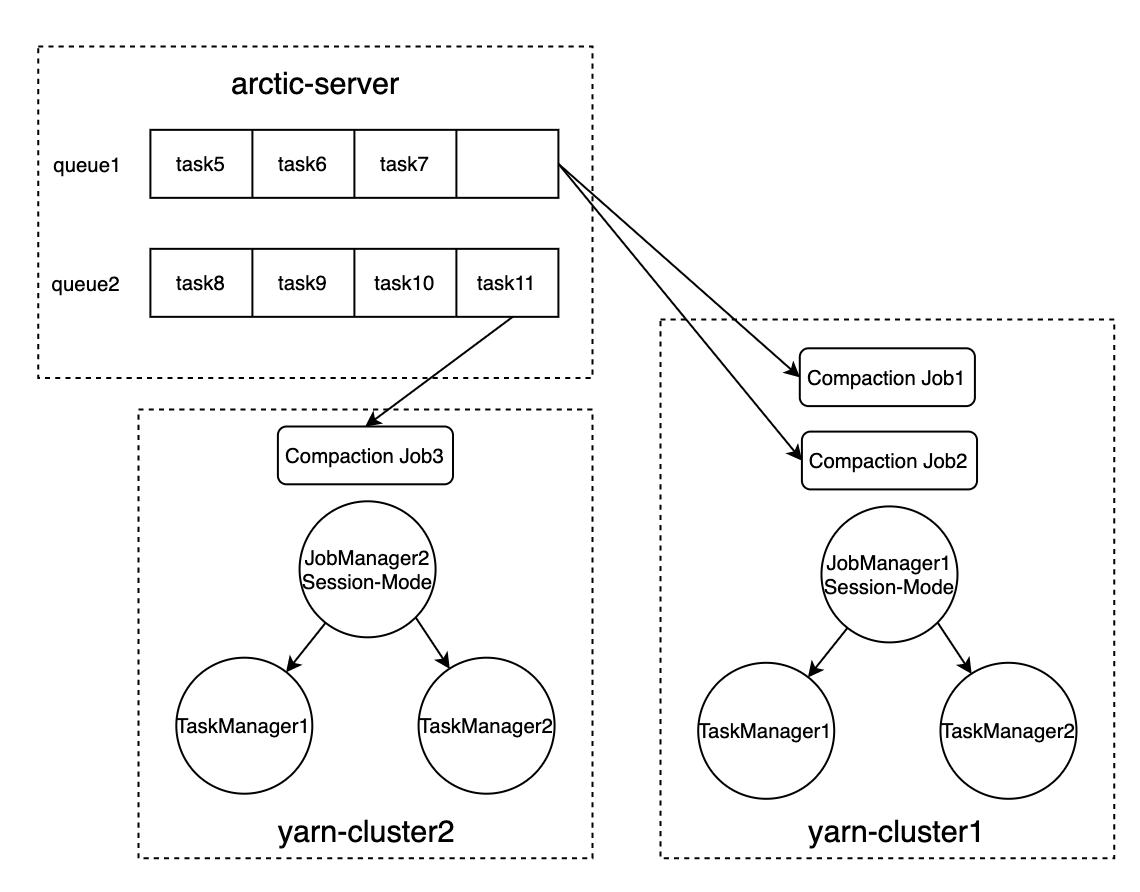 arctic-server
queue1
task5
task6
task7
queue2
task8
task9
task10
task11
Compaction Job3
JobManager2
Session-Mode
TaskManager1
TaskManager2
yarn-cluster2
Compaction Job1
Compaction Job2
JobManager1
Session-Mode
TaskManager1
TaskManager2
yarn-cluster1